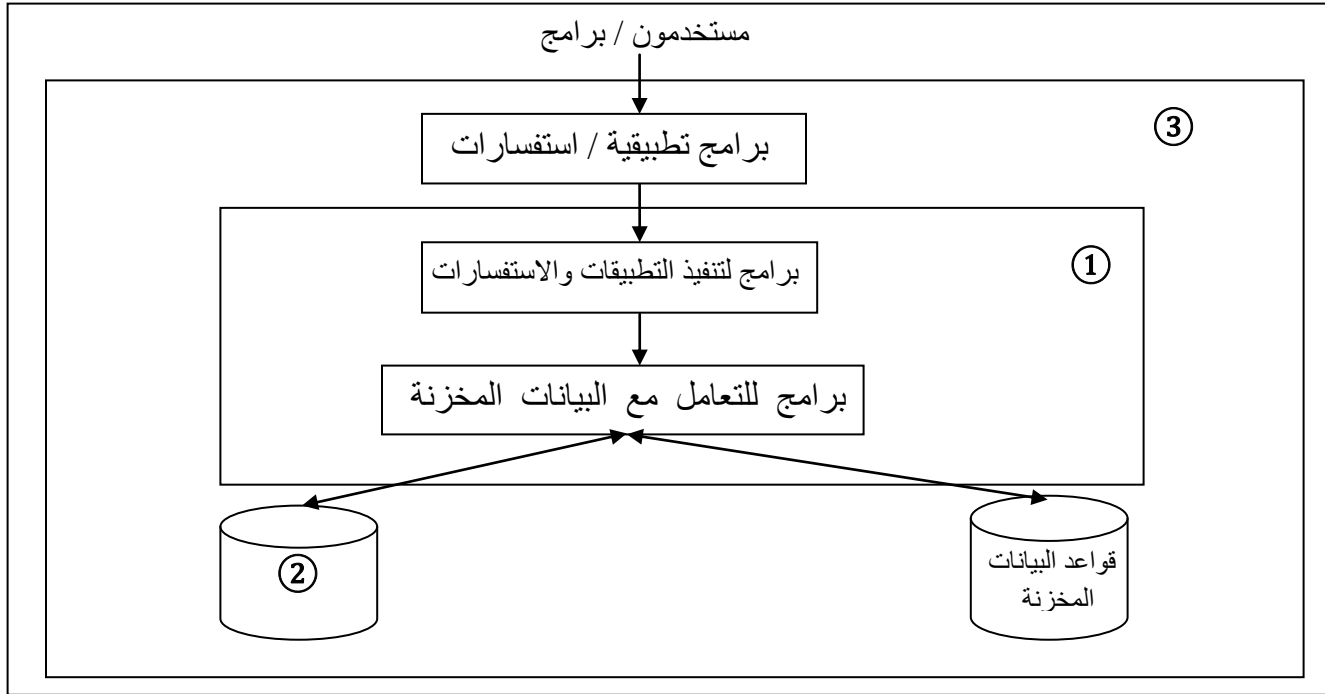 مستخدمون / برامج
③
برامج تطبيقية / استفسارات
①
برامج لتنفيذ التطبيقات والاستفسارات
برامج للتعامل مع البيانات المخزنة
②
قواعد البيانات
المخزنة